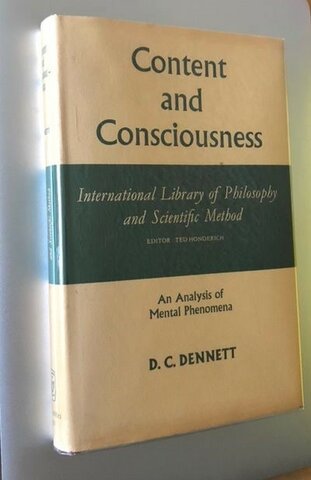 Content
and
Consciousness
International Library of Philosophy
and Scientific Method
EDITOR TED HONDERICH
An Analysis of
Mental Phenomena
D. C. DENNETT